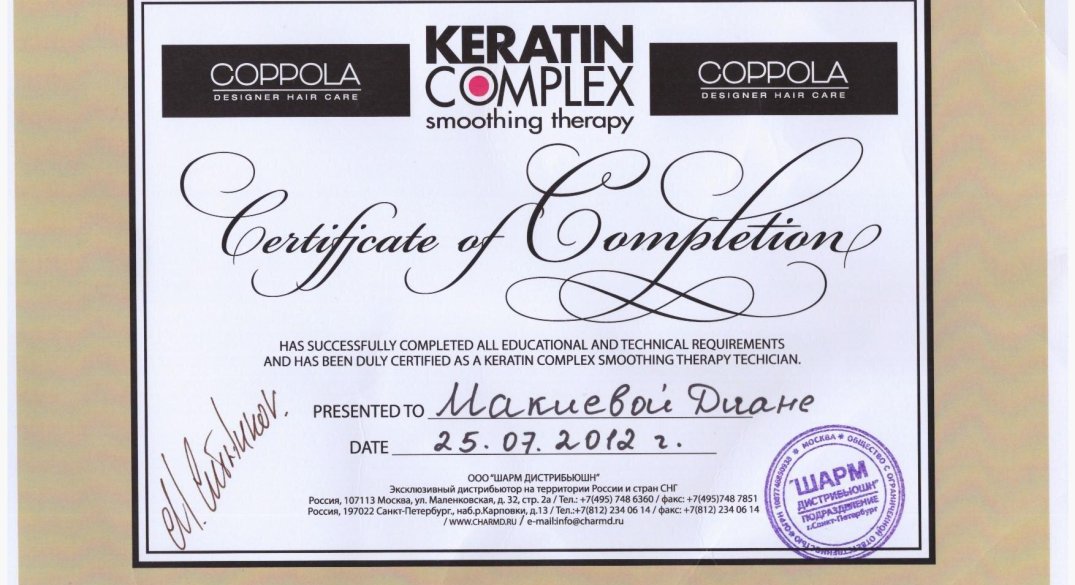 COPPOLA
DESIGNER HAIR CARE
KERATIN
COMPLEX
smoothing therapy
COPPOLA
DESIGNER HAIR CARE
Certificate of Completion
HAS SUCCESSFULLY COMPLETED ALL EDUCATIONAL AND TECHNICAL REQUIREMENTS
AND HAS BEEN DULY CERTIFIED AS A KERATIN COMPLEX SMOOTHING THERAPY TECHICIAN.
PRESENTED TO Макиевой Диане
DATE 25.07.2012 г.
ООО "ШАРМ ДИСТРИБЬЮШН"
Эксклюзивный дистрибьютор на территории России и стран СНГ
Россия, 107113 Москва, ул. Маленковская, д. 32, стр. 2а / Тел.: +7(495) 748 6360 / факс: +7(495)748 7851
Россия, 197022 Санкт-Петербург, наб.р.Карповки, д.13 / Тел.:+7(812) 234 06 14 / факс: +7(812) 234 06 14
/ www.CHARMD.RU / e-mail:info@charmd.ru
МОСКВА * ОБЩЕСТВО С ОГРАНИЧЕННОЙ ОТВЕТСТВЕННОСТЬЮ
"ШАРМ
ДИСТРИБЬЮШН"
ПОДРАЗДЕЛЕНИЕ
г.Санкт-Петербург